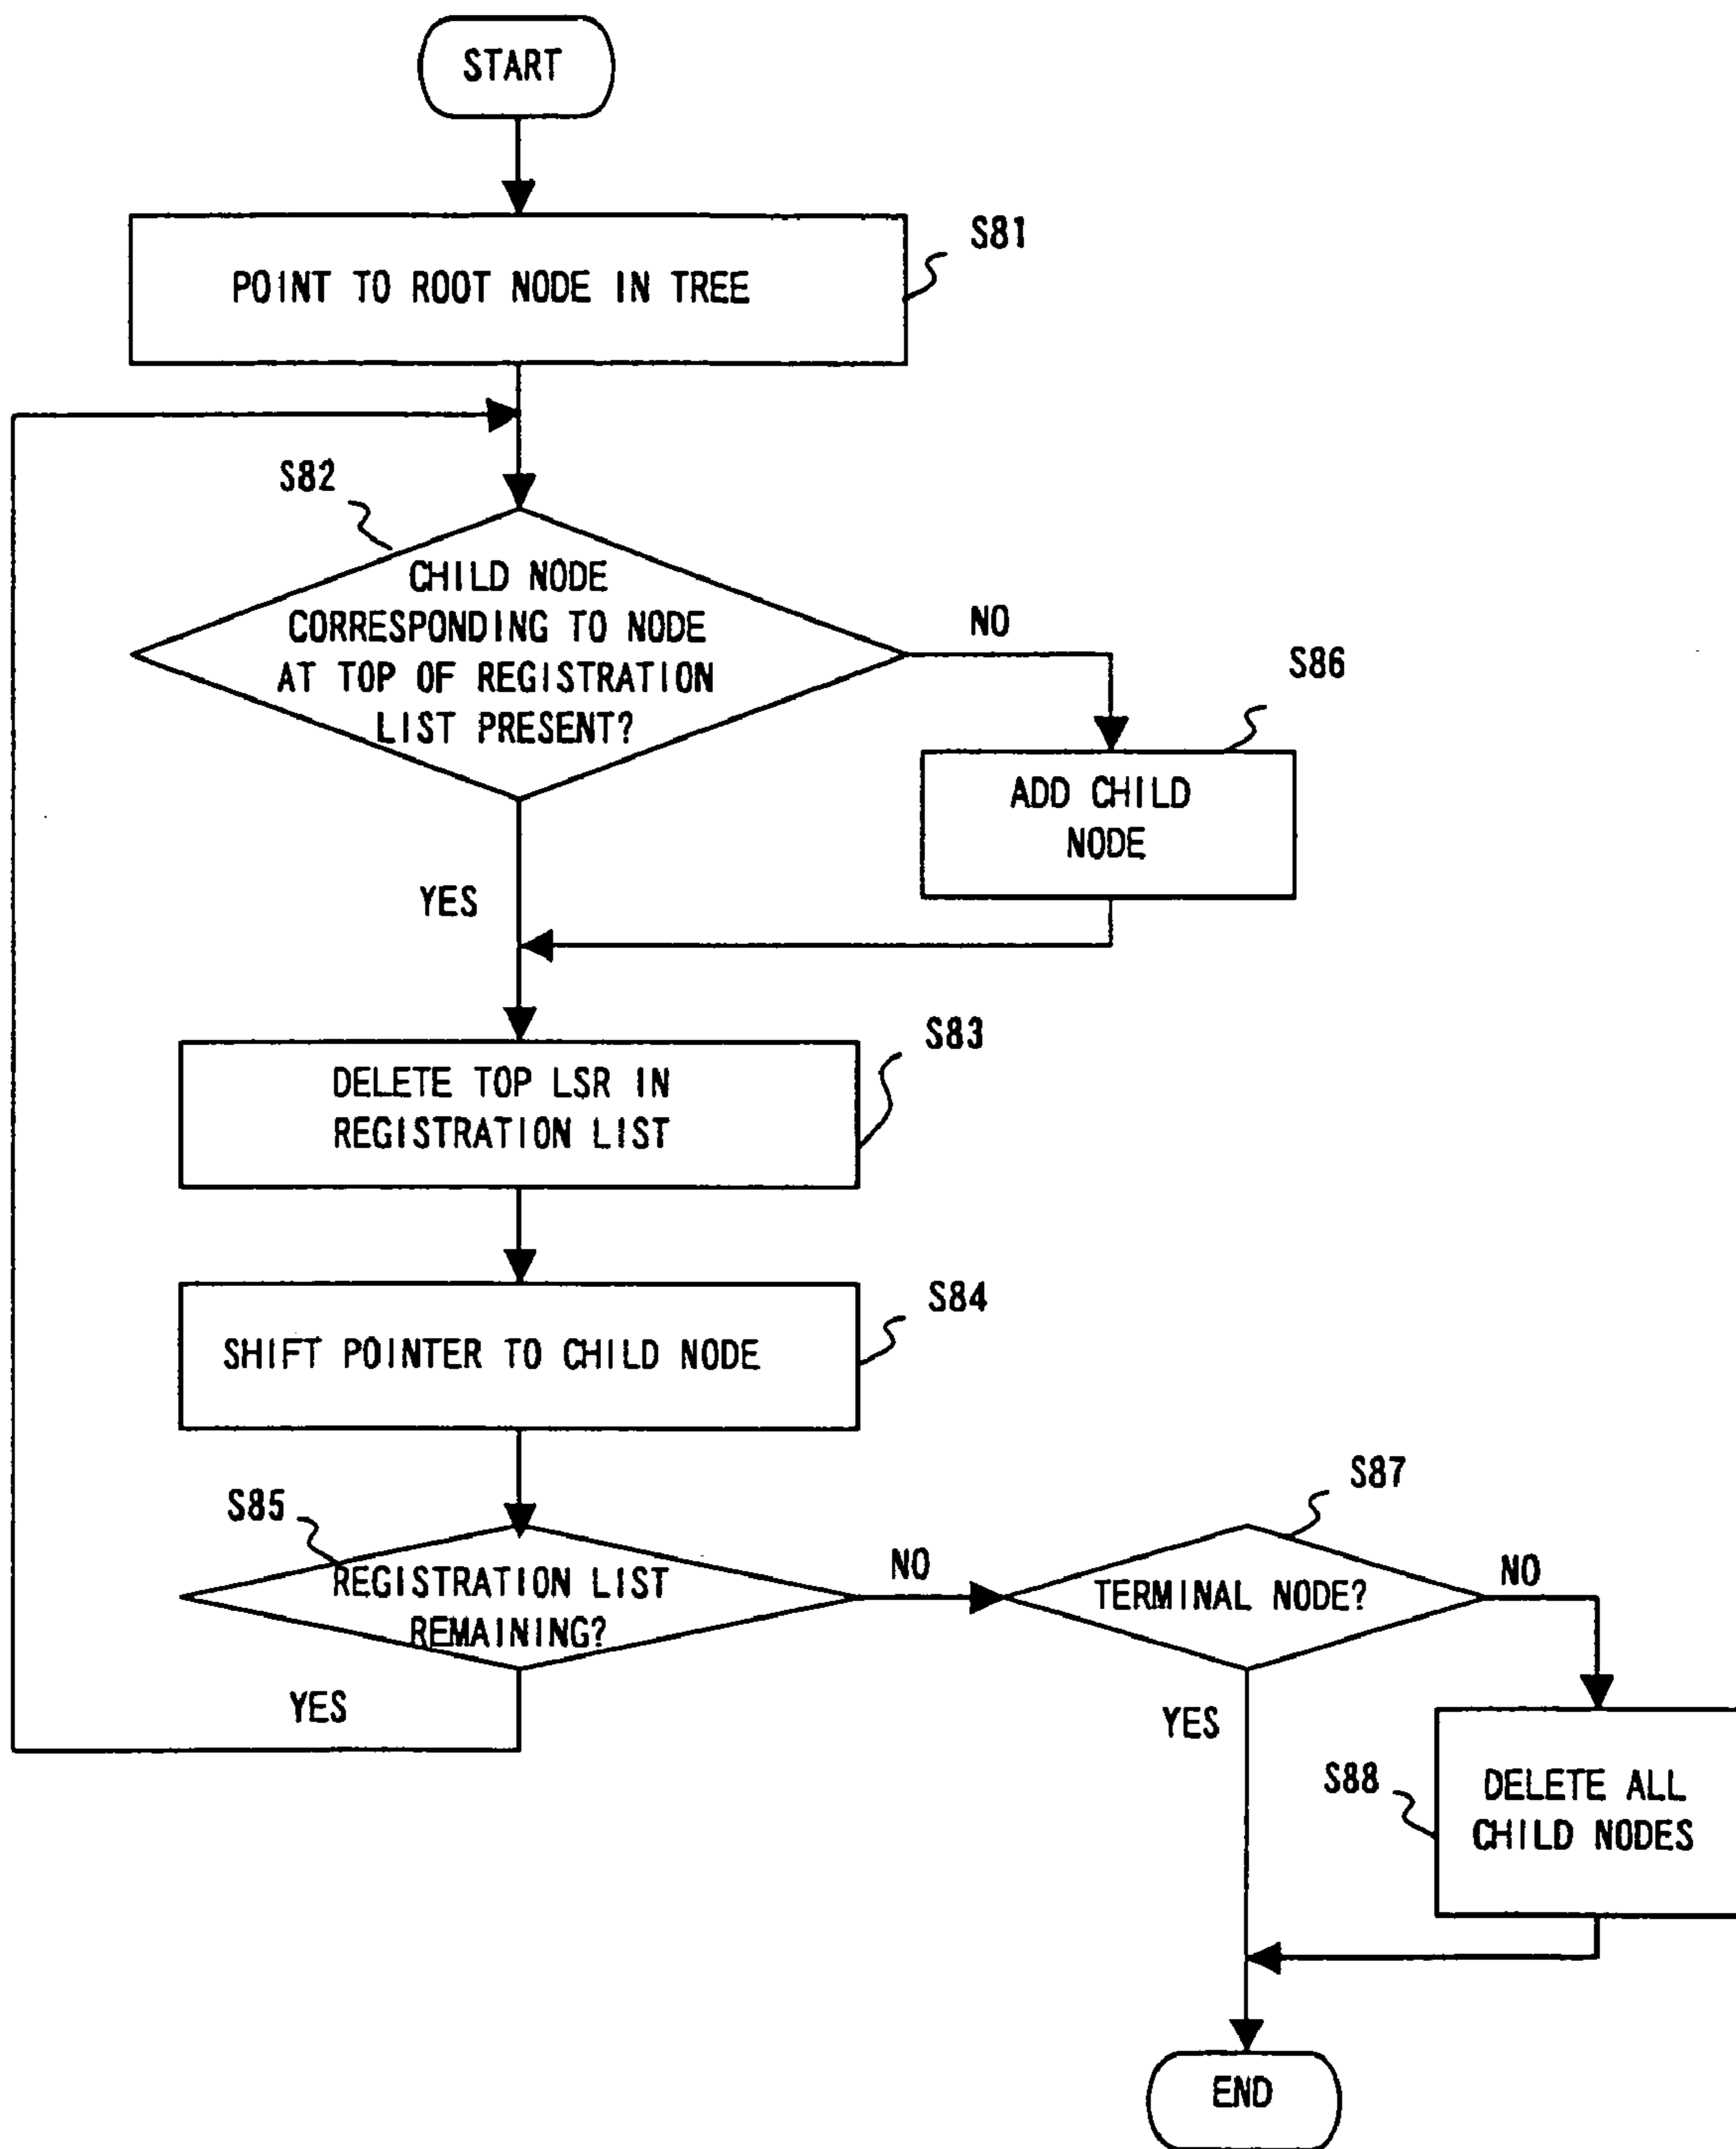 START
S81
POINT TO ROOT NODE IN TREE
S82
CHILD NODE
CORRESPONDING TO NODE
AT TOP OF REGISTRATION
LIST PRESENT?
NO
S86
ADD CHILD
NODE
YES
S83
DELETE TOP LSR IN
REGISTRATION LIST
S84
SHIFT POINTER TO CHILD NODE
S85
REGISTRATION LIST
REMAINING?
NO
S87
TERMINAL NODE?
NO
YES
YES
S88
DELETE ALL
CHILD NODES
END